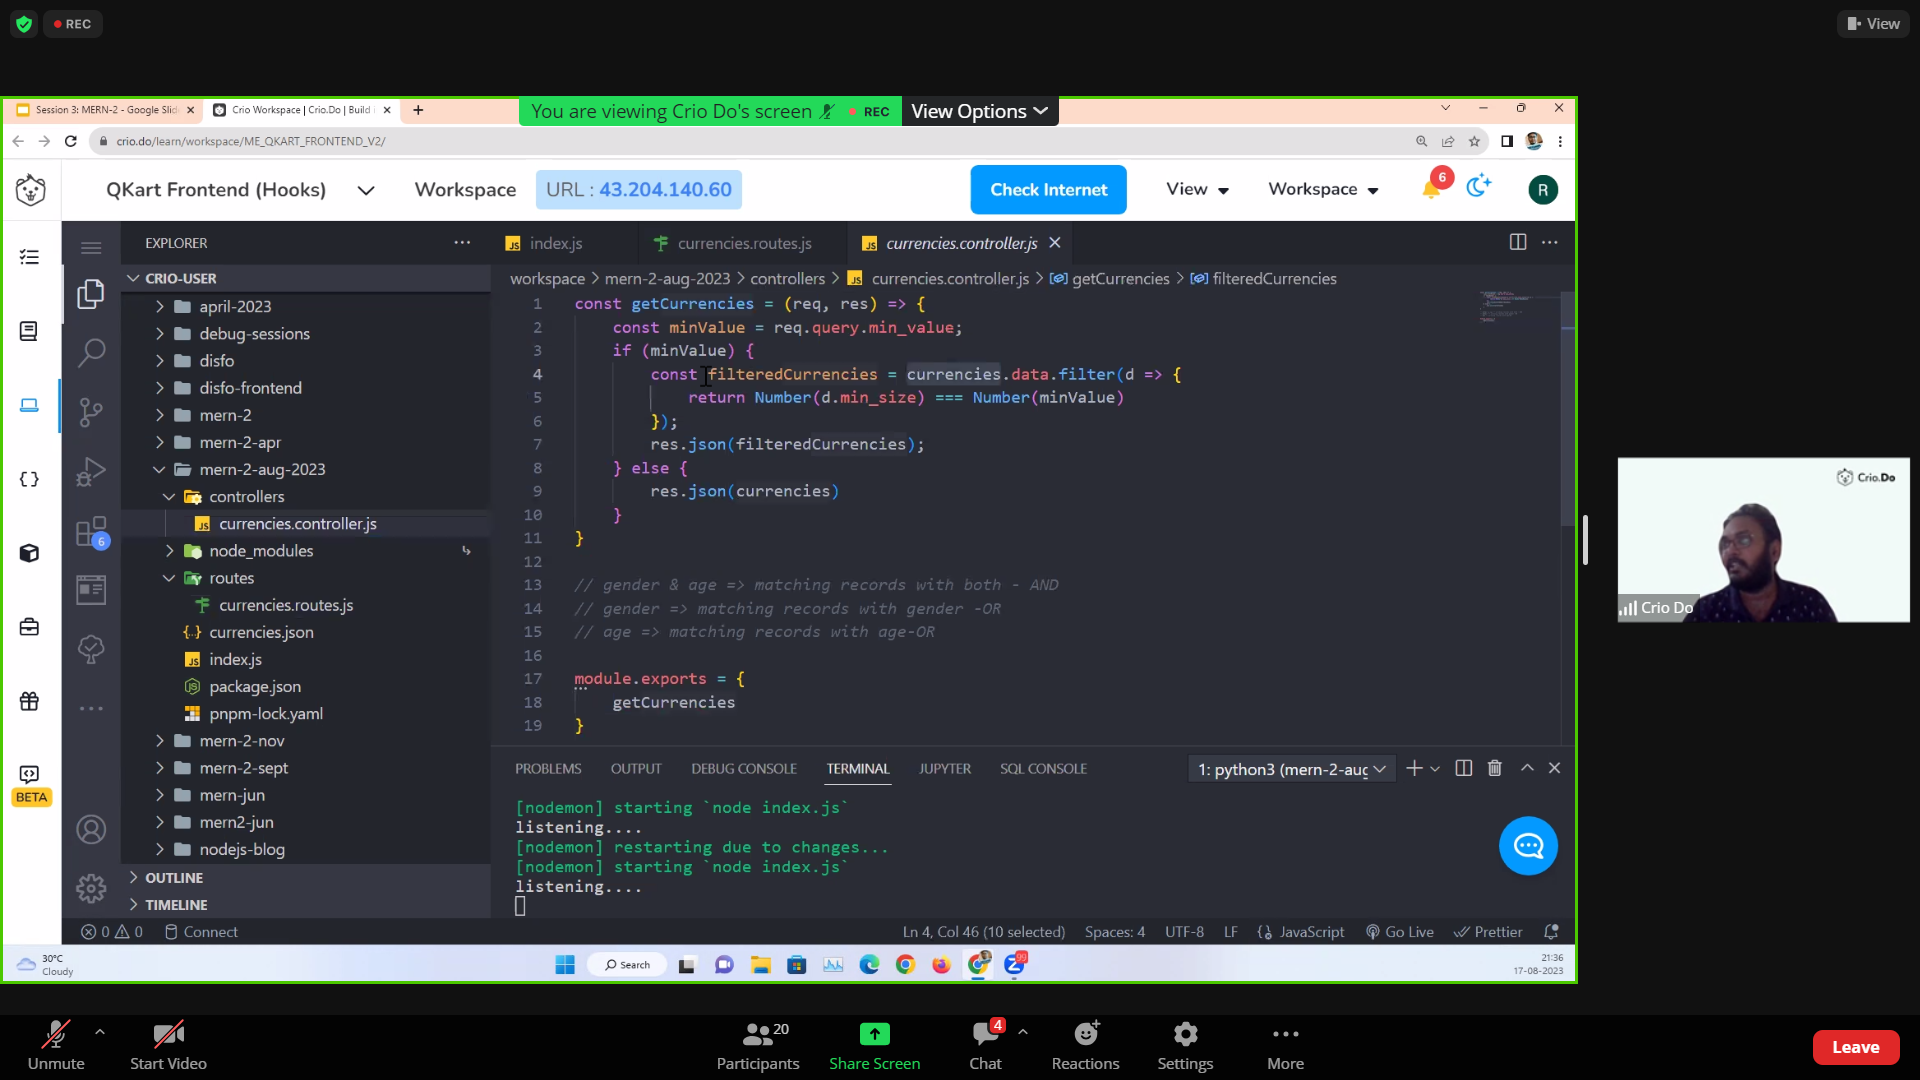 REC
View
Session 3: MERN-2 - Google Slid
Crio Workspace | Crio.Do | Build i
You are viewing Crio Do's screen
REC
View Options
crio.do/learn/workspace/ME_QKART_FRONTEND_V2/
QKart Frontend (Hooks)
Workspace
URL : 43.204.140.60
Check Internet
View
Workspace
6
R
EXPLORER
index.js
currencies.routes.js
currencies.controller.js
CRIO-USER
workspace > mern-2-aug-2023 > controllers > currencies.controller.js > getCurrencies > filteredCurrencies
april-2023
debug-sessions
disfo
disfo-frontend
mern-2
mern-2-apr
mern-2-aug-2023
controllers
currencies.controller.js
node_modules
routes
currencies.routes.js
currencies.json
index.js
package.json
pnpm-lock.yaml
mern-2-nov
mern-2-sept
mern-jun
mern2-jun
nodejs-blog
OUTLINE
TIMELINE
6
BETA
1 const getCurrencies = (req, res) => {
2 const minValue = req.query.min_value;
3 if (minValue) {
4 const filteredCurrencies = currencies.data.filter(d => {
5 return Number(d.min_size) === Number(minValue)
6 });
7 res.json(filteredCurrencies);
8 } else {
9 res.json(currencies)
10 }
11 }
12
13 // gender & age => matching records with both - AND
14 // gender => matching records with gender -OR
15 // age => matching records with age-OR
16
17 module.exports = {
18 getCurrencies
19 }
PROBLEMS
OUTPUT
DEBUG CONSOLE
TERMINAL
JUPYTER
SQL CONSOLE
1: python3 (mern-2-aug
[nodemon] starting `node index.js`
listening....
[nodemon] restarting due to changes...
[nodemon] starting `node index.js`
listening....
0 0
Connect
Ln 4, Col 46 (10 selected)
Spaces: 4
UTF-8
LF
JavaScript
Go Live
Prettier
30°C
Cloudy
Search
99
21:36
17-08-2023
Crio.Do
Crio Do
Unmute
Start Video
20
Participants
Share Screen
4
Chat
Reactions
Settings
More
Leave